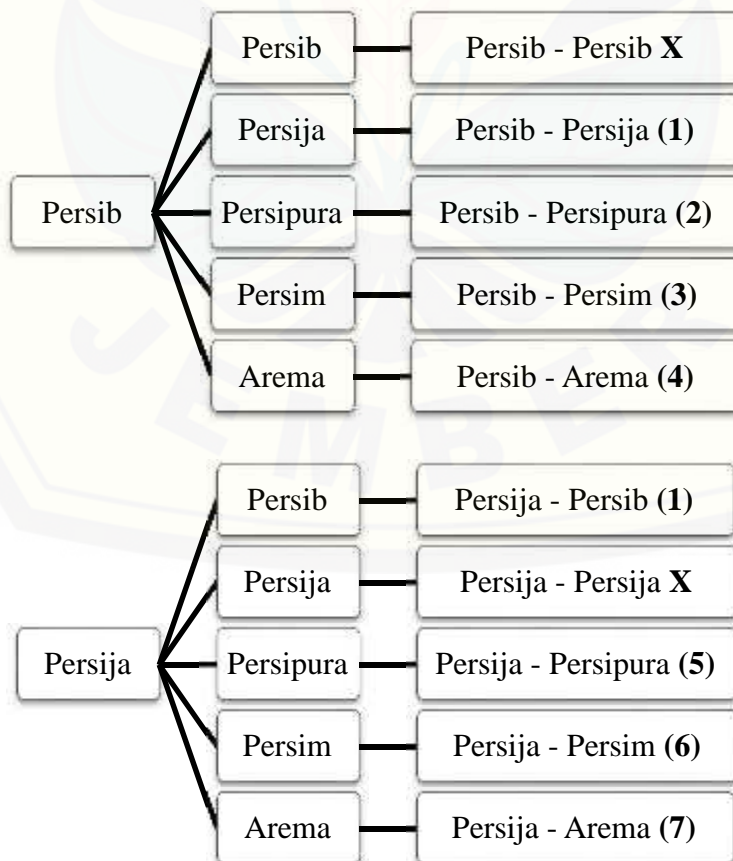 Persib Persib - Persib X
Persija Persib - Persija (1)
Persib Persipura Persib - Persipura (2)
Persim Persib - Persim (3)
Arema Persib - Arema (4)
JEMBER
Persib Persija - Persib (1)
Persija Persija - Persija X
Persija Persipura Persija - Persipura (5)
Persim Persija - Persim (6)
Arema Persija - Arema (7)